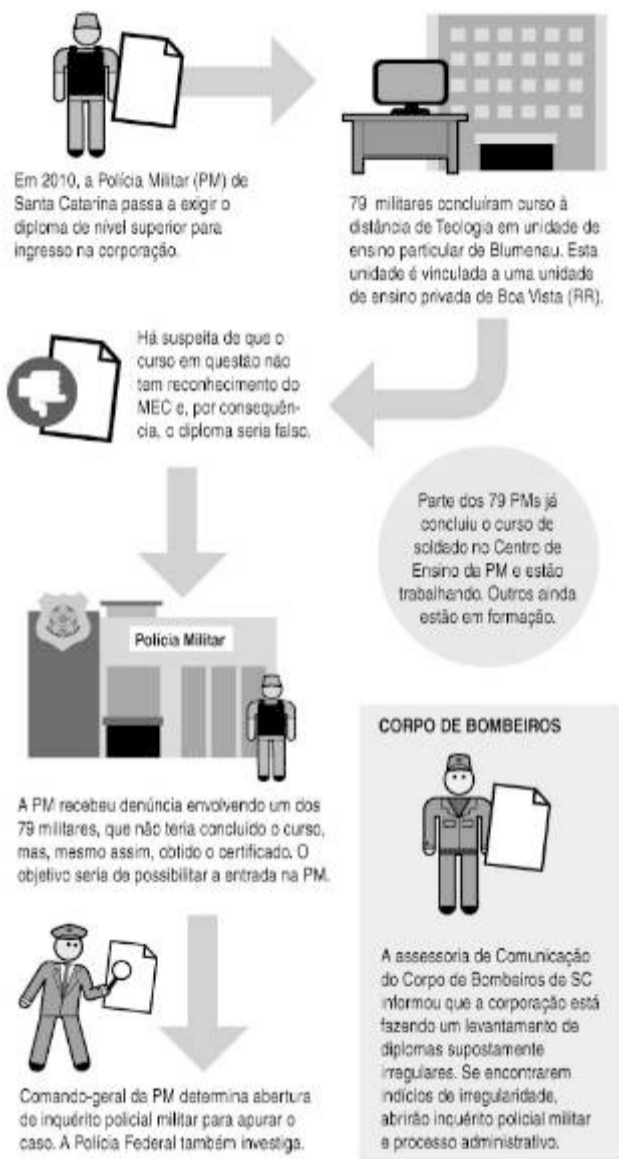 Em 2010, a Polícia Militar (PM) de
Santa Catarina passa a exigir o
diploma de nível superior para
ingresso na corporação.
79 militares concluíram curso à
distância de Teologia em unidade de
ensino particular de Blumenau. Esta
unidade é vinculada a uma unidade
de ensino privada de Boa Vista (RR).
Há suspeita de que o
curso em questão não
tem reconhecimento do
MEC e, por consequên-
cia, o diploma seria falso.
Parte dos 79 PMs já
concluiu o curso de
soldado no Centro de
Ensino da PM e estão
trabalhando. Outros ainda
estão em formação.
Polícia Militar
A PM recebeu denúncia envolvendo um dos
79 militares, que não teria concluído o curso,
mas, mesmo assim, obtido o certificado. O
objetivo seria de possibilitar a entrada na PM.
Comando-geral da PM determina abertura
de inquérito policial militar para apurar o
caso. A Polícia Federal também investiga.
CORPO DE BOMBEIROS
A assessoria de Comunicação
do Corpo de Bombeiros de SC
informou que a corporação está
fazendo um levantamento de
diplomas supostamente
irregulares. Se encontrarem
indícios de irregularidade,
abrirão inquérito policial militar
e processo administrativo.